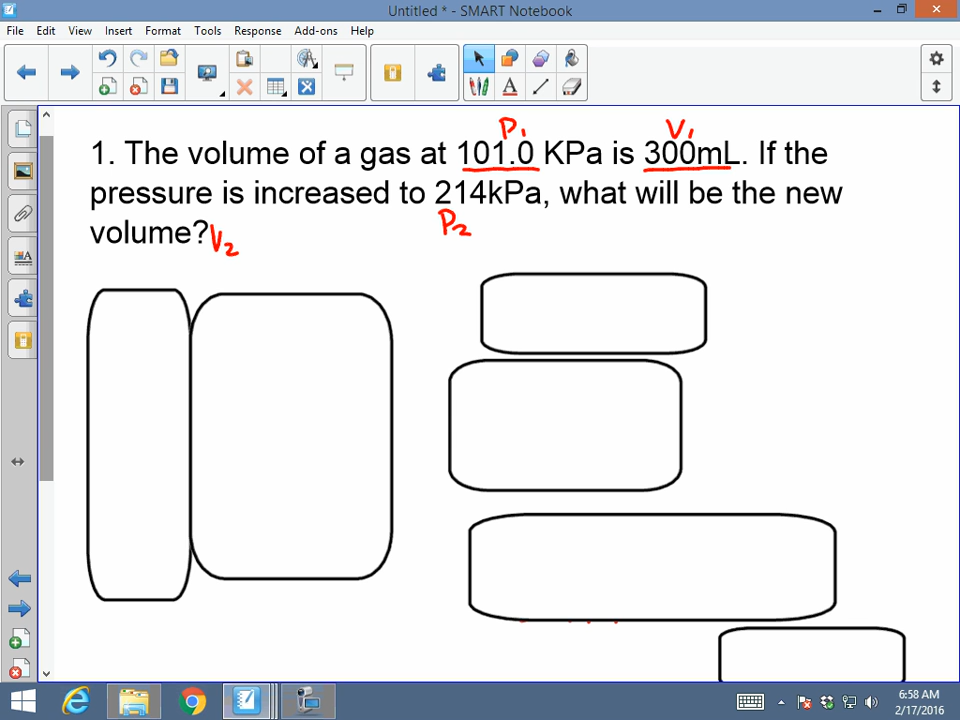 Untitled * - SMART Notebook
File Edit View Insert Format Tools Response Add-ons Help
P1 V1
1. The volume of a gas at 101.0 KPa is 300mL. If the
pressure is increased to 214kPa, what will be the new
P2
volume? V2
6:58 AM
2/17/2016